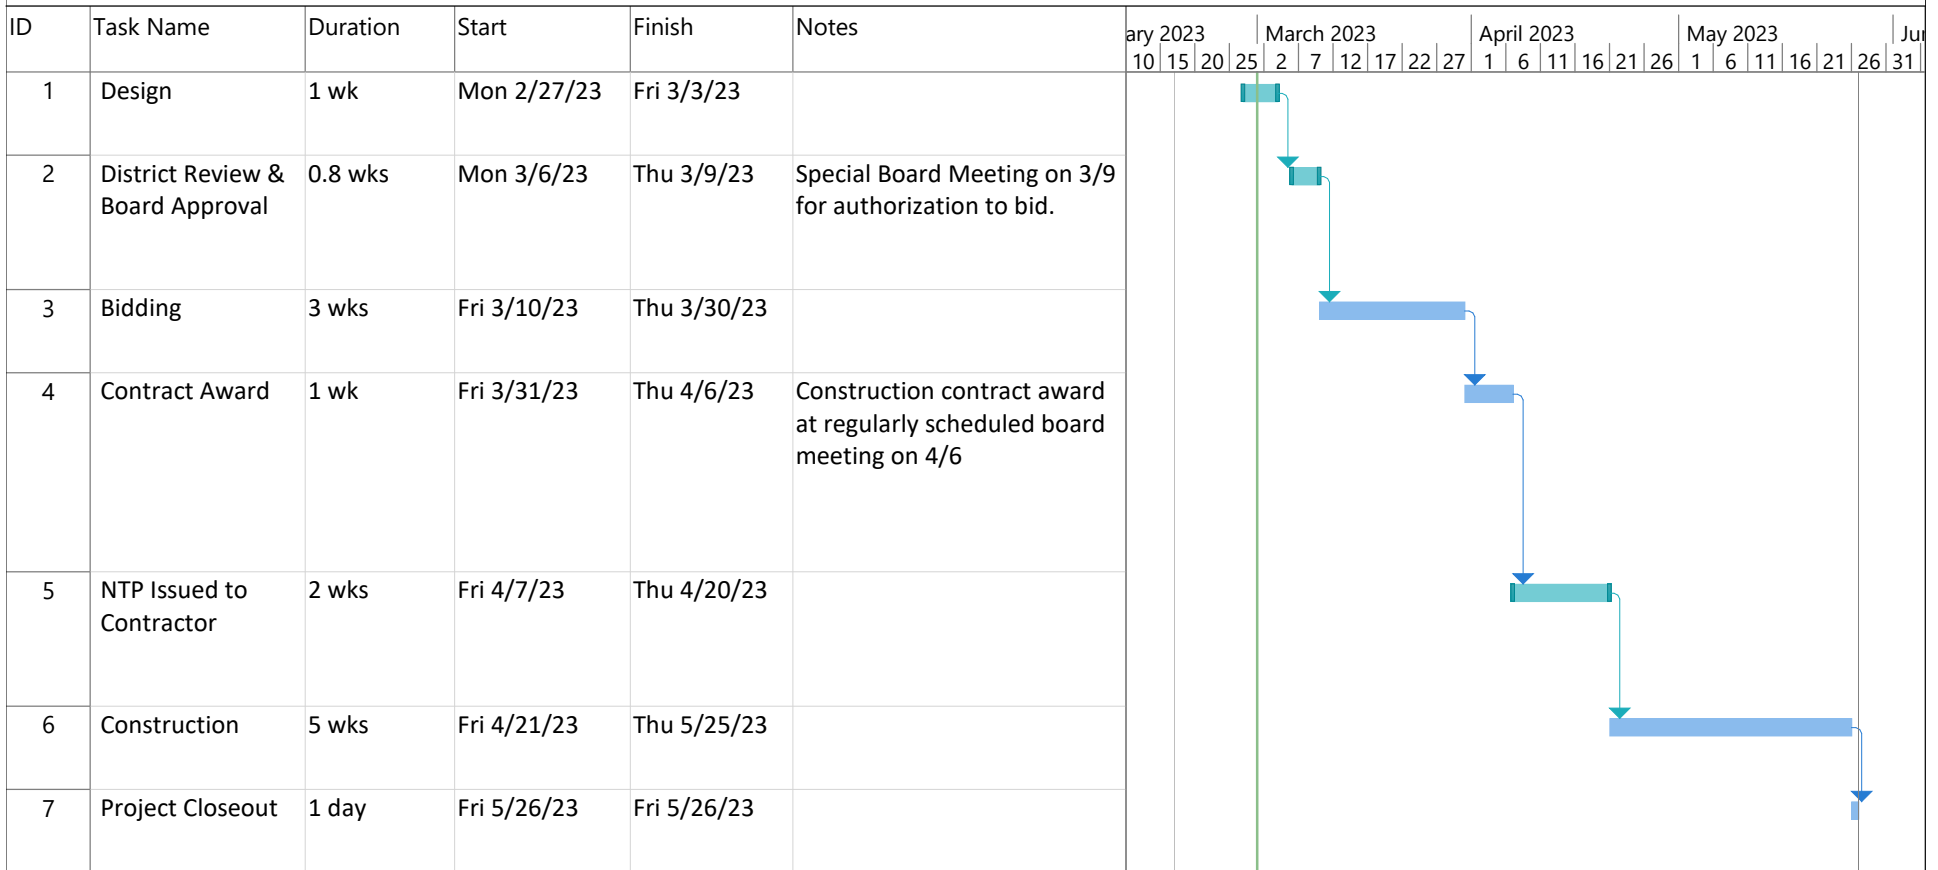 ID Task Name Duration Start Finish Notes
ary 2023 March 2023 April 2023 May 2023 Jun
10 15 20 25 2 7 12 17 22 27 1 6 11 16 21 26 1 6 11 16 21 26 31
1 Design 1 wk Mon 2/27/23 Fri 3/3/23
2 District Review & 0.8 wks Mon 3/6/23 Thu 3/9/23 Special Board Meeting on 3/9
Board Approval for authorization to bid.
3 Bidding 3 wks Fri 3/10/23 Thu 3/30/23
4 Contract Award 1 wk Fri 3/31/23 Thu 4/6/23 Construction contract award
at regularly scheduled board
meeting on 4/6
5 NTP Issued to 2 wks Fri 4/7/23 Thu 4/20/23
Contractor
6 Construction 5 wks Fri 4/21/23 Thu 5/25/23
7 Project Closeout 1 day Fri 5/26/23 Fri 5/26/23